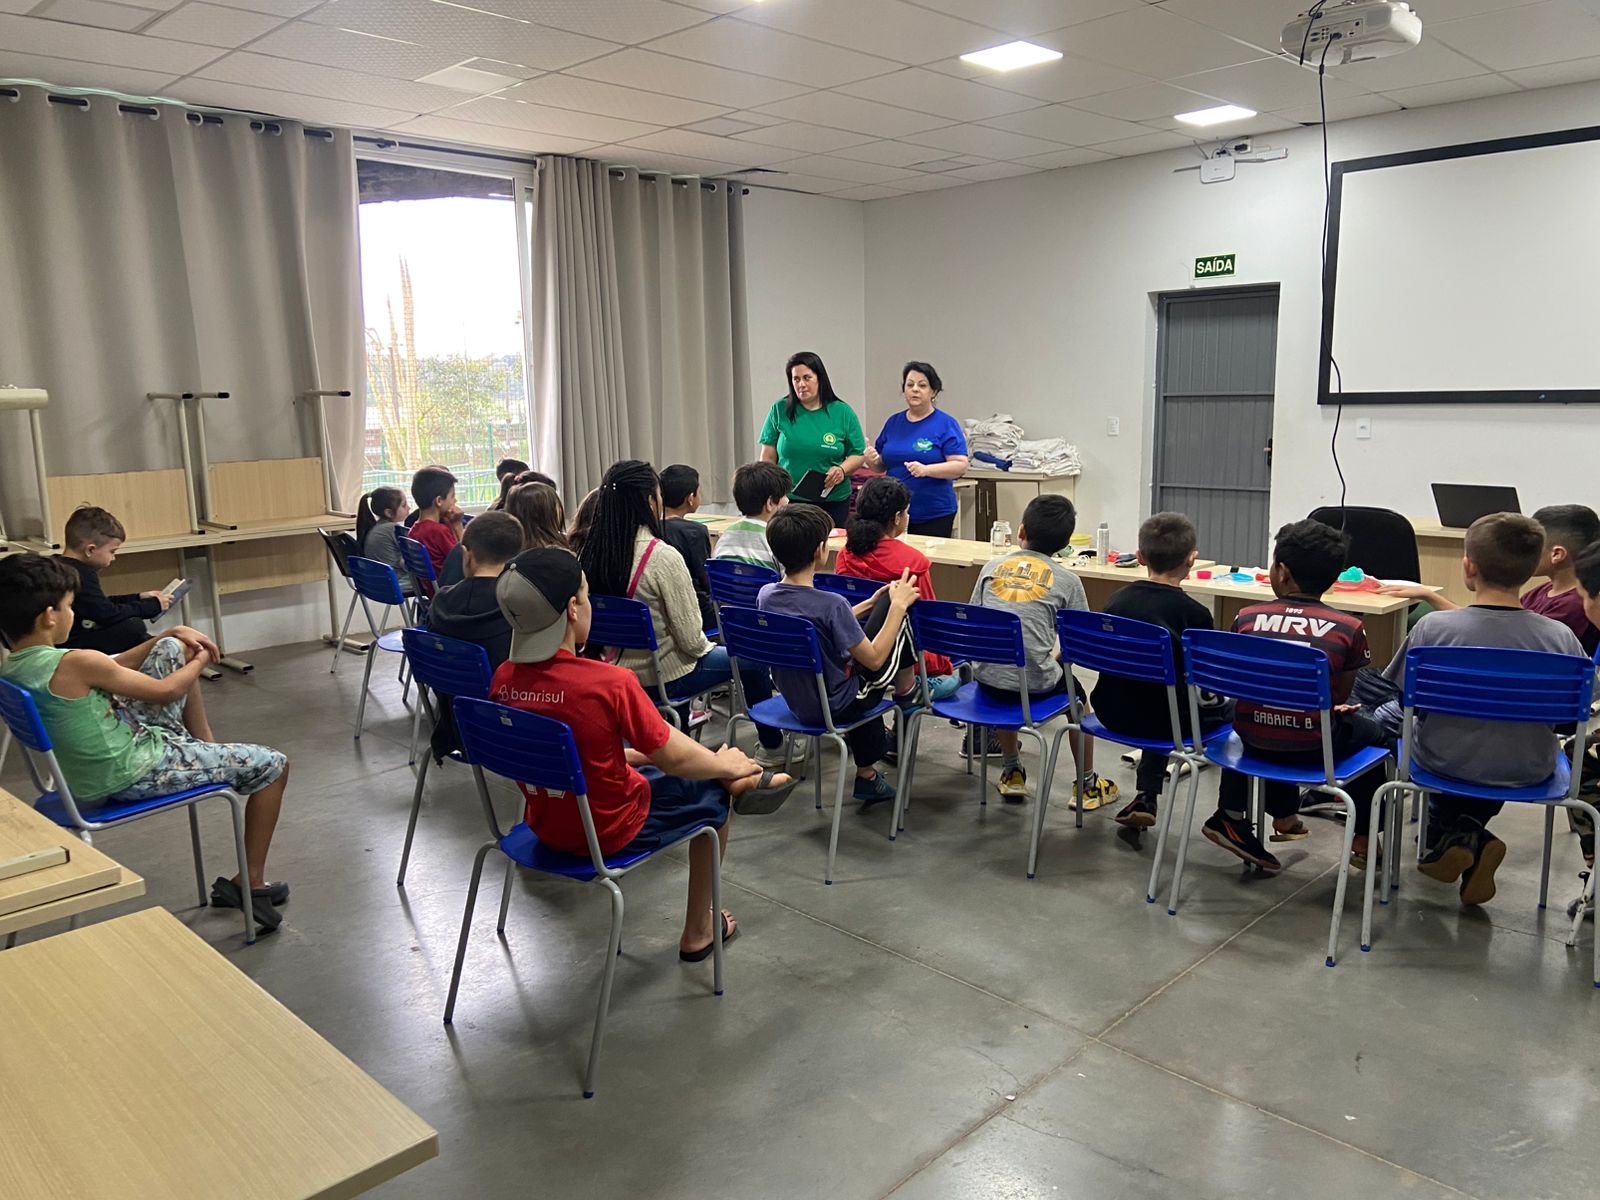 SAÍDA
banrisul
1895
MRV
GABRIEL B.